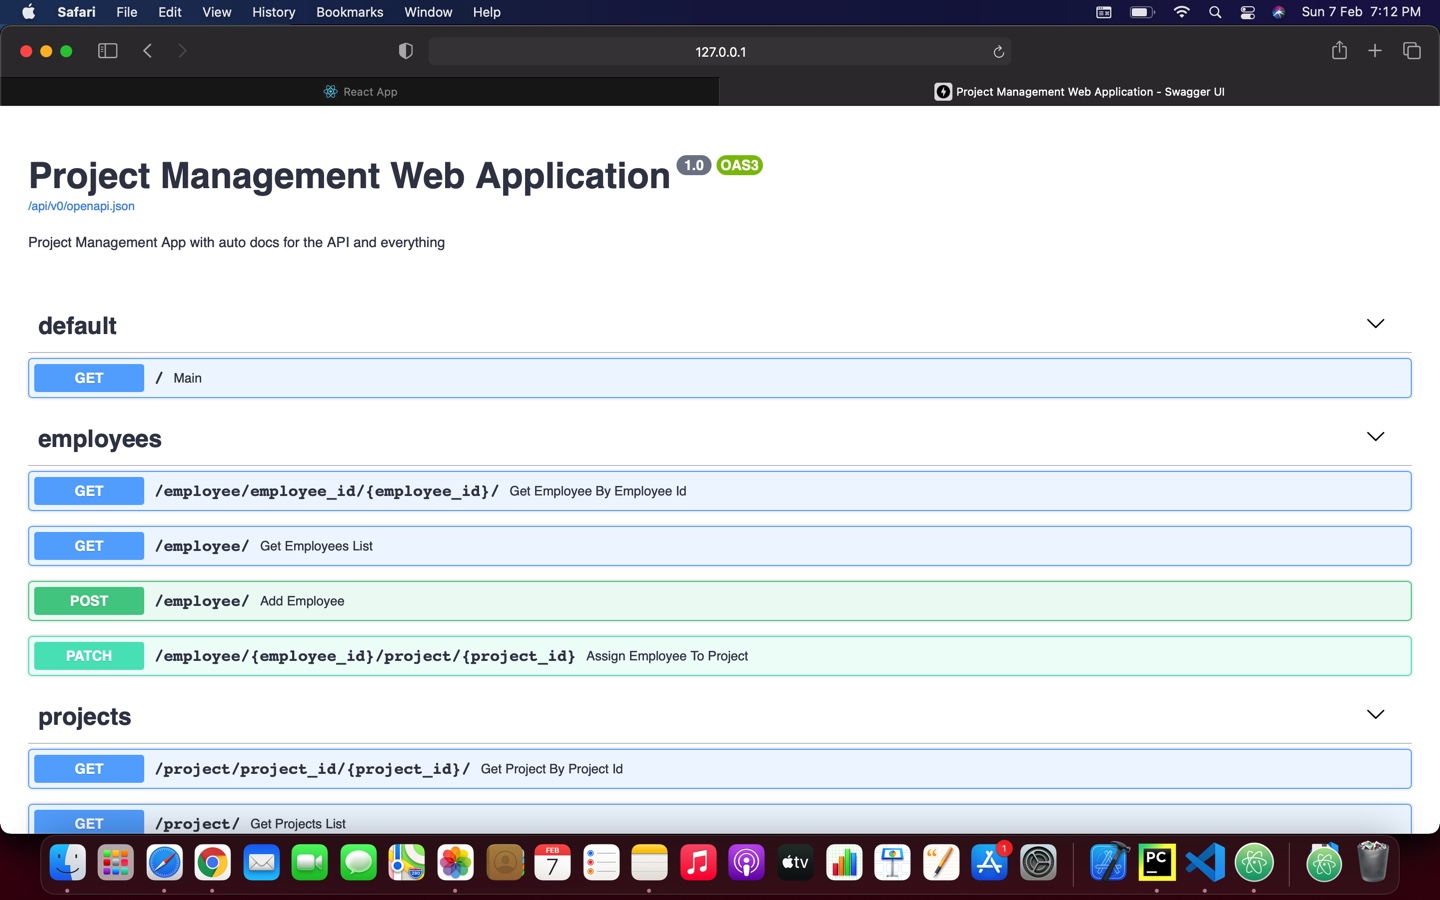 Safari File Edit View History Bookmarks Window Help Sun 7 Feb 7:12 PM
127.0.0.1
React App Project Management Web Application - Swagger UI
Project Management Web Application 1.0 OAS3
/api/v0/openapi.json
Project Management App with auto docs for the API and everything
default
GET / Main
employees
GET /employee/employee_id/{employee_id}/ Get Employee By Employee Id
GET /employee/ Get Employees List
POST /employee/ Add Employee
PATCH /employee/{employee_id}/project/{project_id} Assign Employee To Project
projects
GET /project/project_id/{project_id}/ Get Project By Project Id
GET /project/ Get Projects List
FEB
7
tv
1
PC